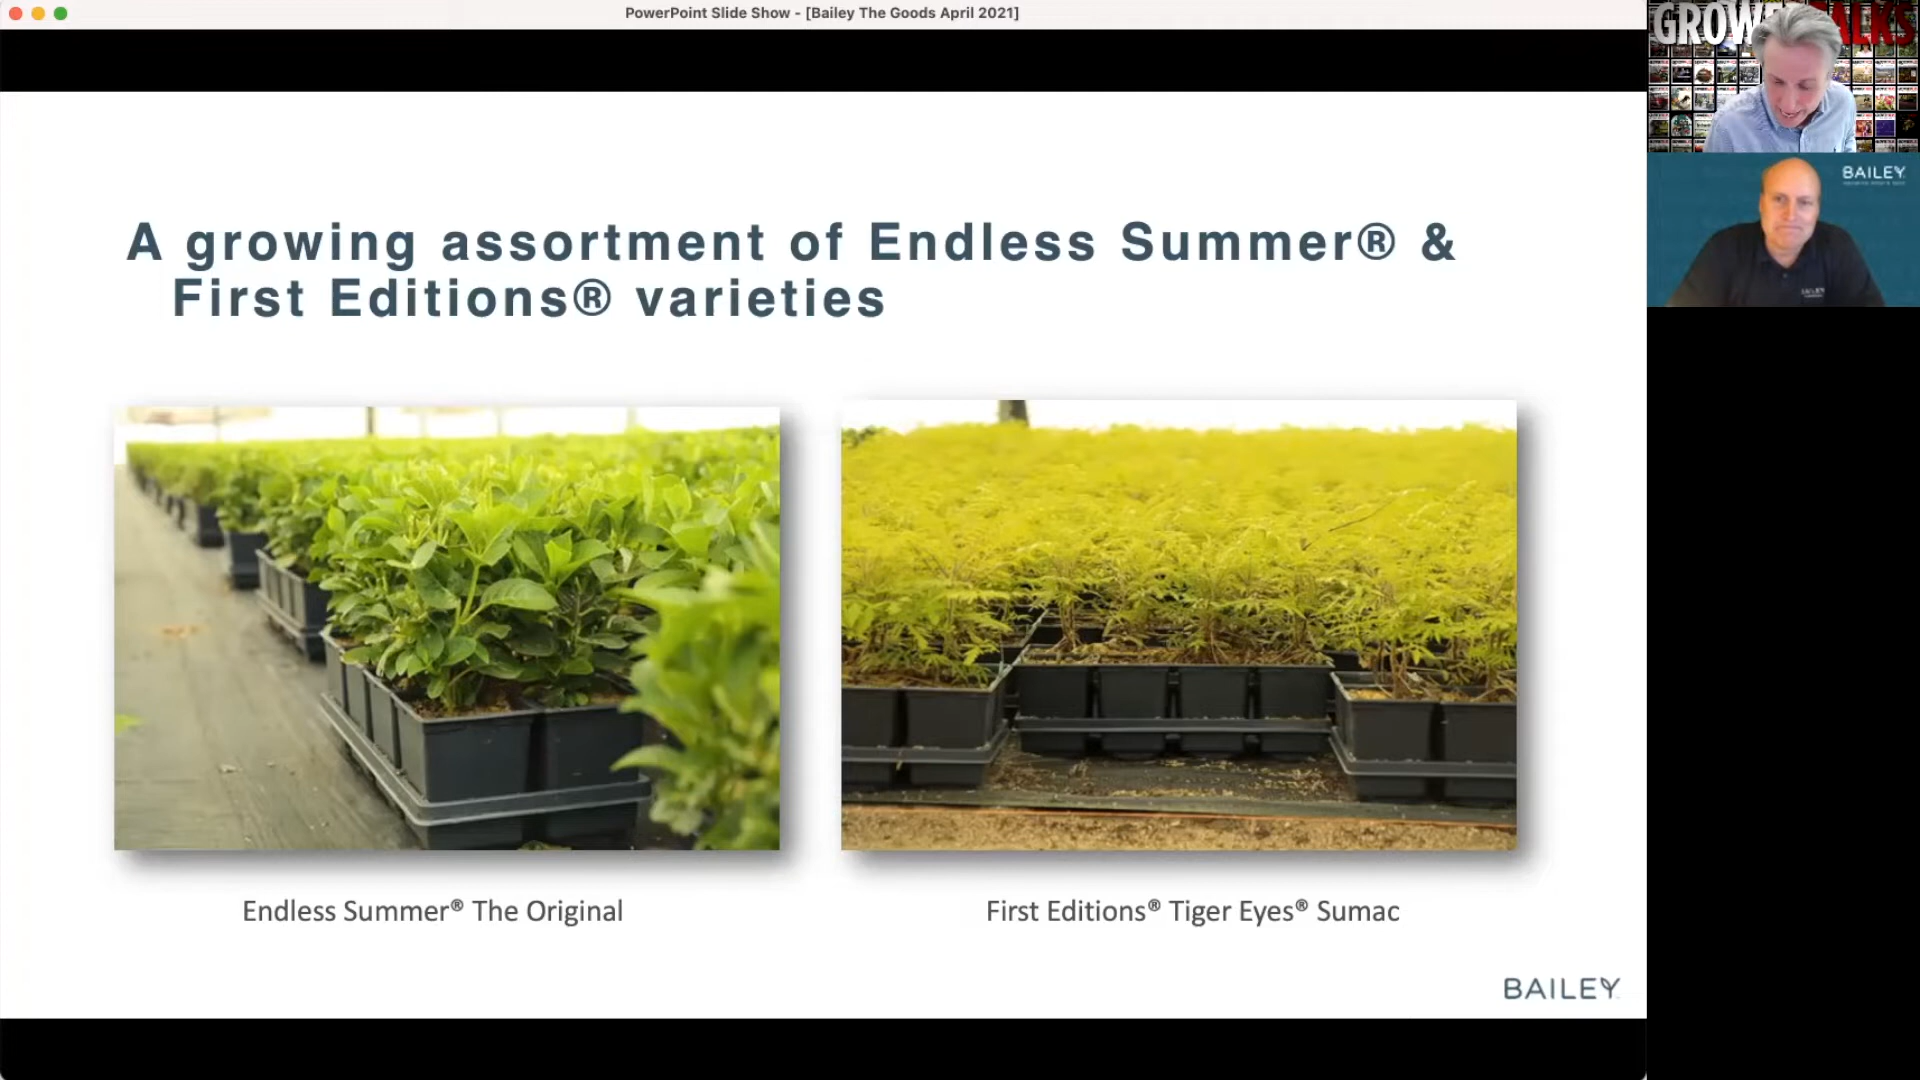 PowerPoint Slide Show - [Bailey The Goods April 2021]
A growing assortment of Endless Summer® &
First Editions® varieties
Endless Summer® The Original
First Editions® Tiger Eyes® Sumac
BAILEY
BAILEY